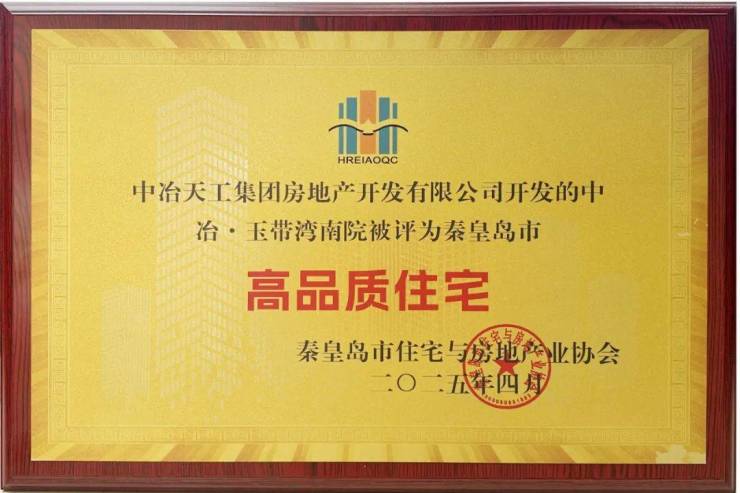 HREIAOQC
中冶天工集团房地产开发有限公司开发的中
冶·玉带湾南院被评为秦皇岛市
高品质住宅
秦皇岛市住宅与房地产业协会
二〇二五年四月